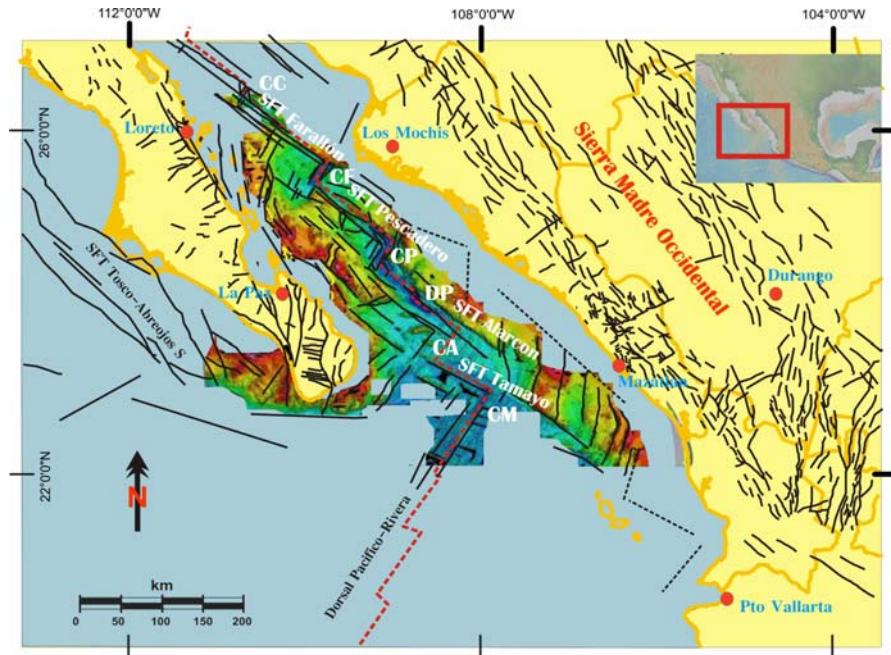 112°0'0"W
108°0'0"W
104°0'0"W
26°0'0"N
22°0'0"N
CC
SFT Farallon
Loreto
Los Mochis
CF
SFT Pescadero
Sierra Madre Occidental
CP
SFT Tosco-Abreojos S
La Paz
DP
SFT Alarcon
Durango
CA
SFT Tamayo
Mazatlan
CM
N
Dorsal Pacifico-Rivera
km
0 50 100 150 200
Pto Vallarta